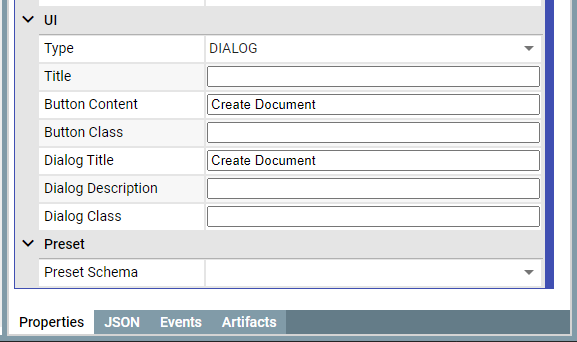 UI
Type DIALOG
Title
Button Content Create Document
Button Class
Dialog Title Create Document
Dialog Description
Dialog Class
Preset
Preset Schema
Properties JSON Events Artifacts